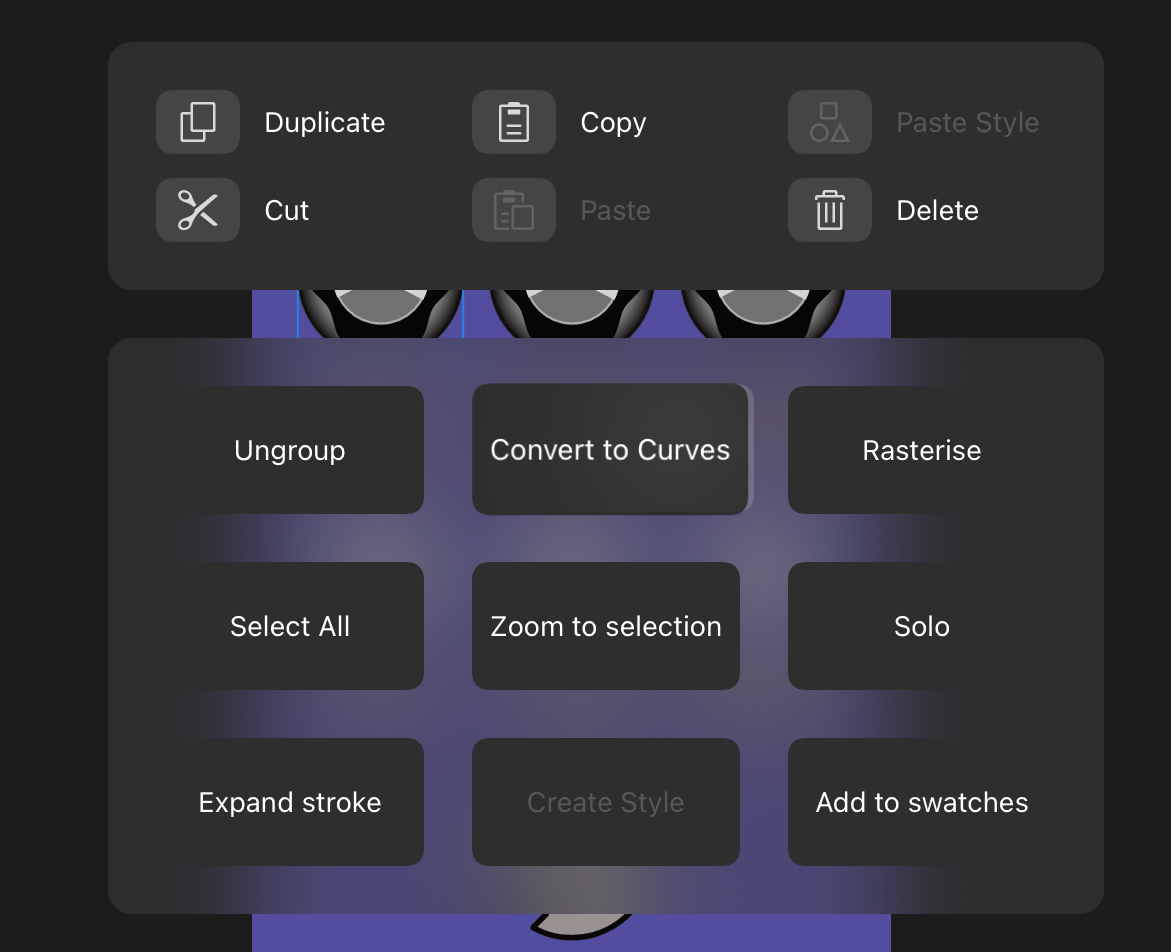 Duplicate
Copy
Paste Style
Cut
Paste
Delete
Ungroup
Convert to Curves
Rasterise
Select All
Zoom to selection
Solo
Expand stroke
Create Style
Add to swatches